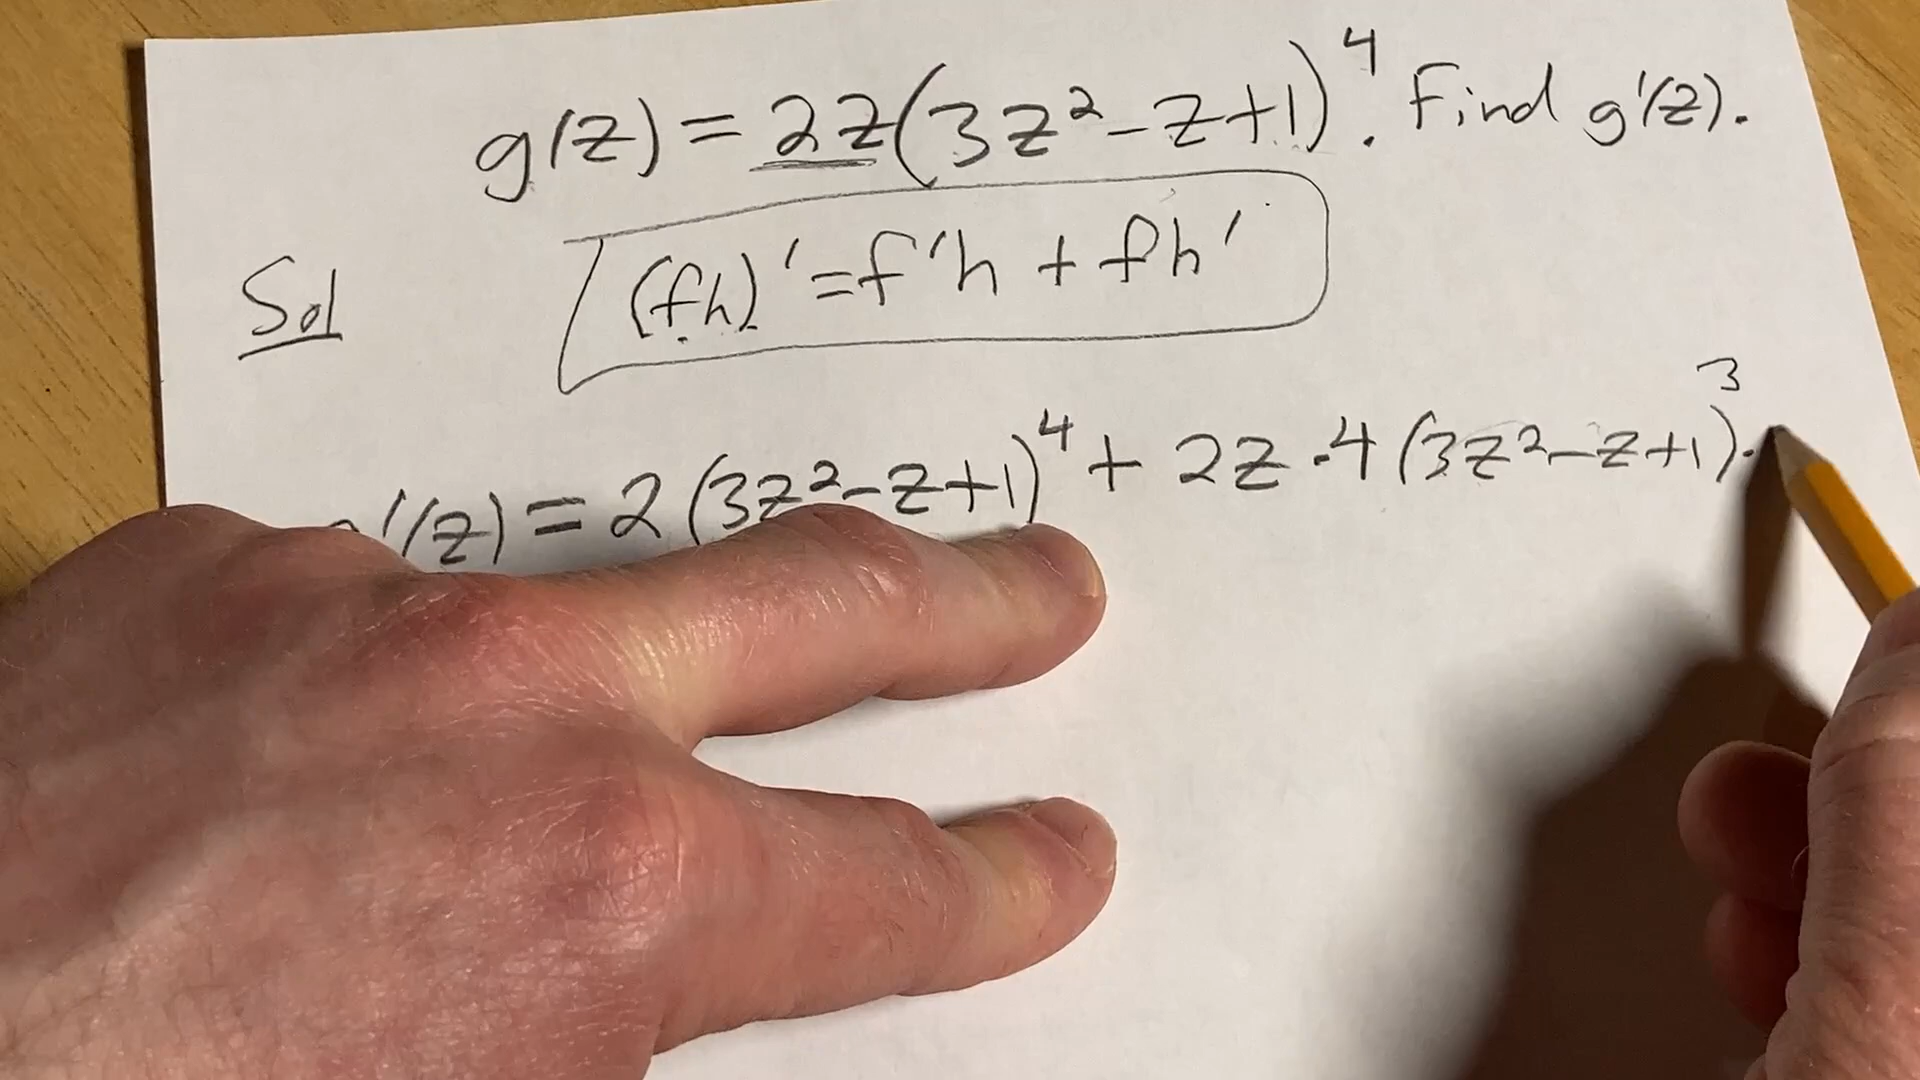 g(z) = 2z(3z²-z+1)⁴. Find g'(z).
Sol
(fh)' = f'h + fh'
'(z) = 2(3z²-z+1)⁴ + 2z·4(3z²-z+1)³·